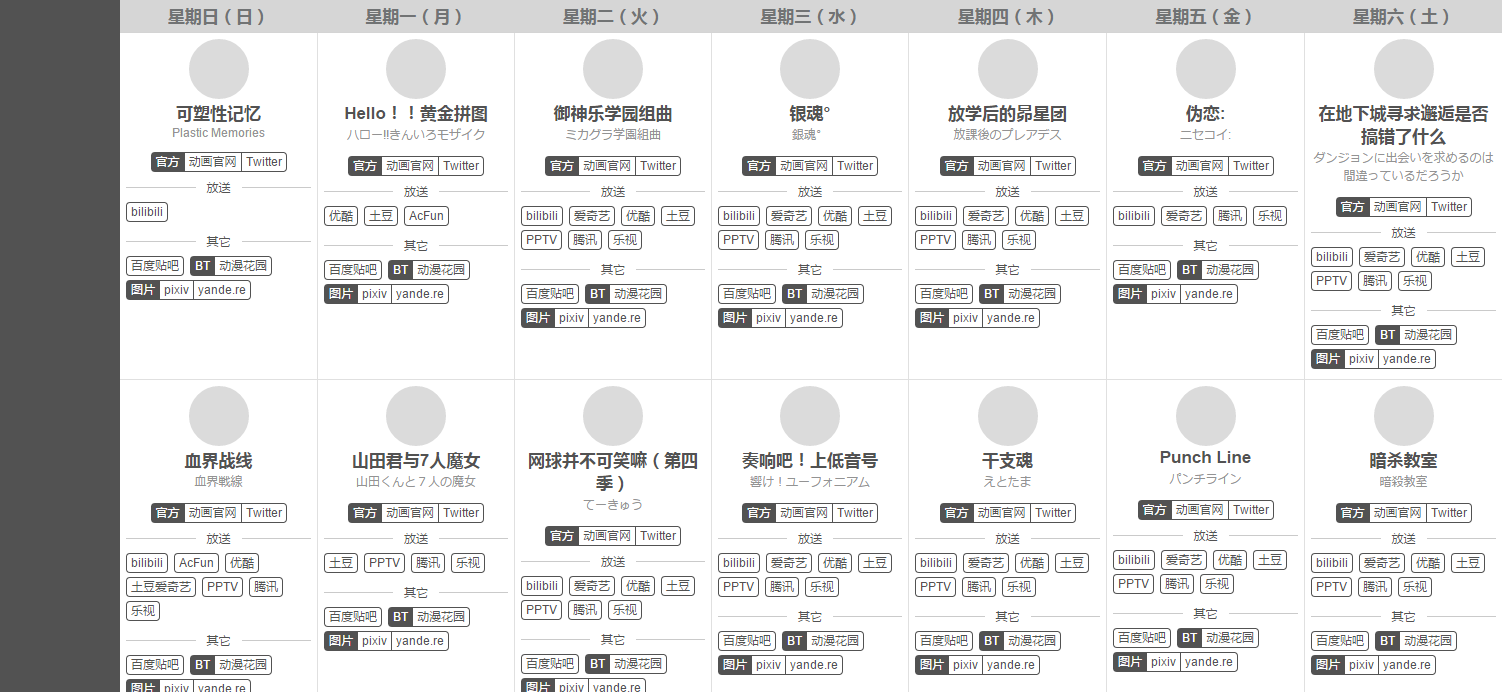 星期日（日）
星期一（月）
星期二（火）
星期三（水）
星期四（木）
星期五（金）
星期六（土）
可塑性记忆
Plastic Memories
官方 动画官网 Twitter
放送
bilibili
其它
百度贴吧 BT 动漫花园
图片 pixiv yande.re
Hello！！黄金拼图
ハロー!!きんいろモザイク
官方 动画官网 Twitter
放送
优酷 土豆 AcFun
其它
百度贴吧 BT 动漫花园
图片 pixiv yande.re
御神乐学园组曲
ミカグラ学園組曲
官方 动画官网 Twitter
放送
bilibili 爱奇艺 优酷 土豆
PPTV 腾讯 乐视
其它
百度贴吧 BT 动漫花园
图片 pixiv yande.re
银魂°
銀魂°
官方 动画官网 Twitter
放送
bilibili 爱奇艺 优酷 土豆
PPTV 腾讯 乐视
其它
百度贴吧 BT 动漫花园
图片 pixiv yande.re
放学后的昴星团
放課後のプレアデス
官方 动画官网 Twitter
放送
bilibili 爱奇艺 优酷 土豆
PPTV 腾讯 乐视
其它
百度贴吧 BT 动漫花园
图片 pixiv yande.re
伪恋:
ニセコイ:
官方 动画官网 Twitter
放送
bilibili 爱奇艺 腾讯 乐视
其它
百度贴吧 BT 动漫花园
图片 pixiv yande.re
在地下城寻求邂逅是否
搞错了什么
ダンジョンに出会いを求めるのは
間違っているだろうか
官方 动画官网 Twitter
放送
bilibili 爱奇艺 优酷 土豆
PPTV 腾讯 乐视
其它
百度贴吧 BT 动漫花园
图片 pixiv yande.re
血界战线
血界戦線
官方 动画官网 Twitter
放送
bilibili AcFun 优酷
土豆爱奇艺 PPTV 腾讯
乐视
其它
百度贴吧 BT 动漫花园
图片 pixiv yande.re
山田君与7人魔女
山田くんと７人の魔女
官方 动画官网 Twitter
放送
土豆 PPTV 腾讯 乐视
其它
百度贴吧 BT 动漫花园
图片 pixiv yande.re
网球并不可笑嘛（第四
季）
てーきゅう
官方 动画官网 Twitter
放送
bilibili 爱奇艺 优酷 土豆
PPTV 腾讯 乐视
其它
百度贴吧 BT 动漫花园
图片 pixiv yande.re
奏响吧！上低音号
響け！ユーフォニアム
官方 动画官网 Twitter
放送
bilibili 爱奇艺 优酷 土豆
PPTV 腾讯 乐视
其它
百度贴吧 BT 动漫花园
图片 pixiv yande.re
干支魂
えとたま
官方 动画官网 Twitter
放送
bilibili 爱奇艺 优酷 土豆
PPTV 腾讯 乐视
其它
百度贴吧 BT 动漫花园
图片 pixiv yande.re
Punch Line
パンチライン
官方 动画官网 Twitter
放送
bilibili 爱奇艺 优酷 土豆
PPTV 腾讯 乐视
其它
百度贴吧 BT 动漫花园
图片 pixiv yande.re
暗杀教室
暗殺教室
官方 动画官网 Twitter
放送
bilibili 爱奇艺 优酷 土豆
PPTV 腾讯 乐视
其它
百度贴吧 BT 动漫花园
图片 pixiv yande.re